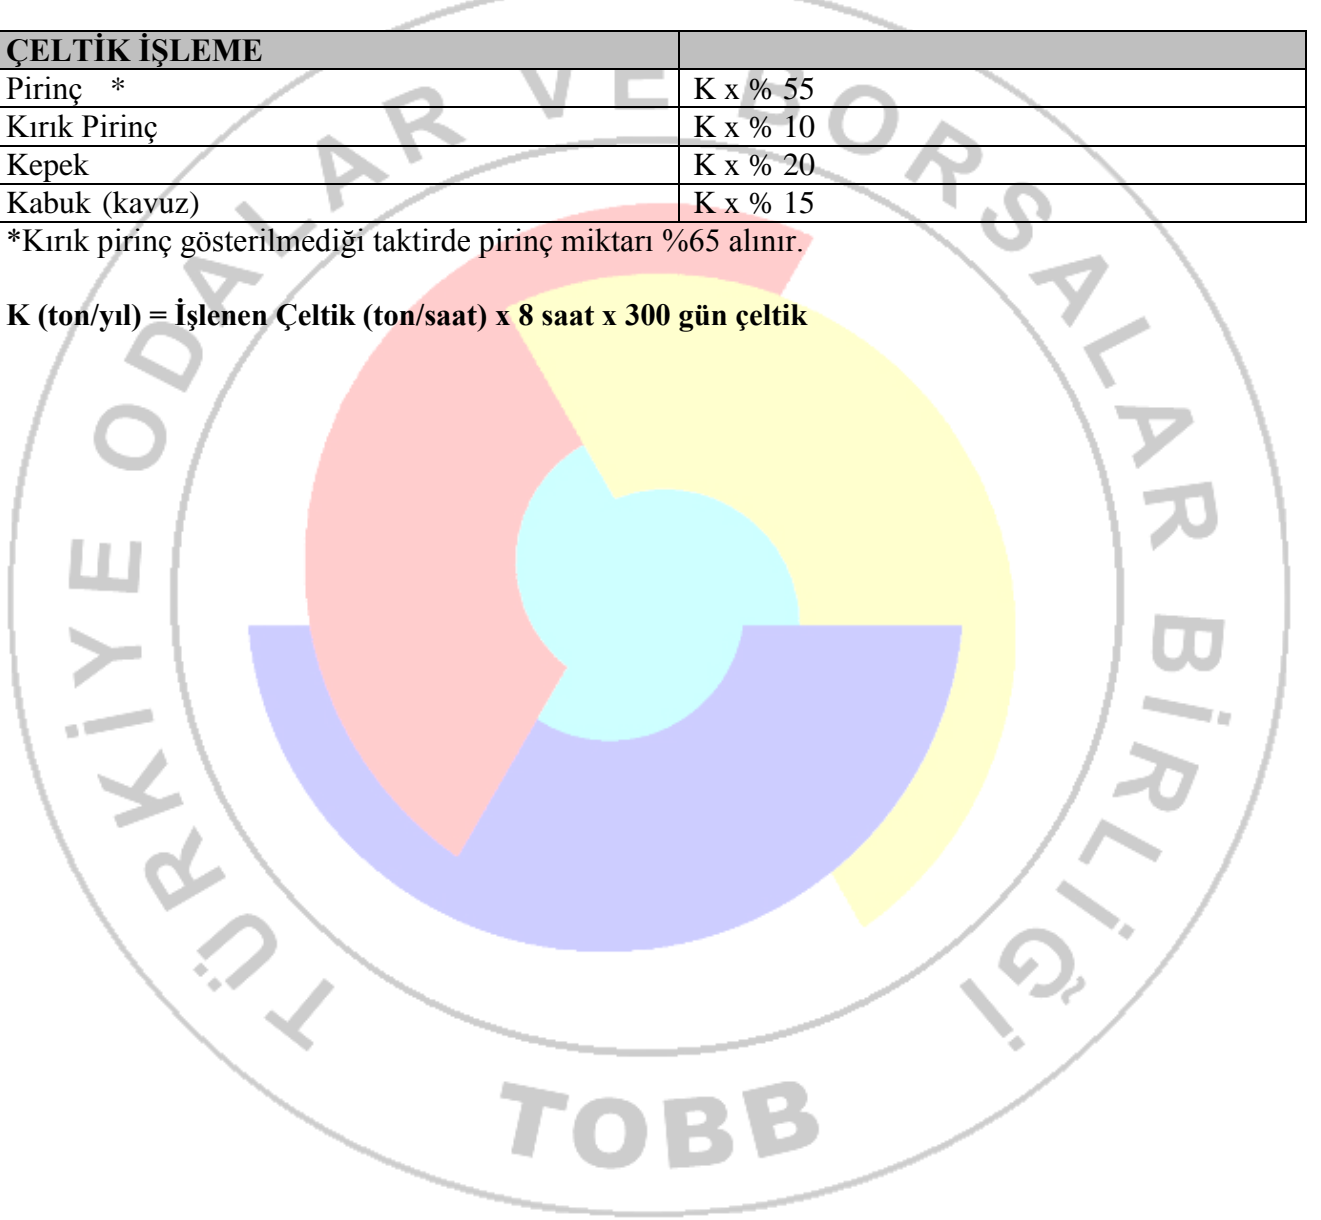 ÇELTİK İŞLEME
Pirinç * K x % 55
Kırık Pirinç K x % 10
Kepek K x % 20
Kabuk (kavuz) K x % 15
*Kırık pirinç gösterilmediği taktirde pirinç miktarı %65 alınır.
K (ton/yıl) = İşlenen Çeltik (ton/saat) x 8 saat x 300 gün çeltik
TÜRKİYE ODALAR VE BORSALAR BİRLİĞİ
TOBB